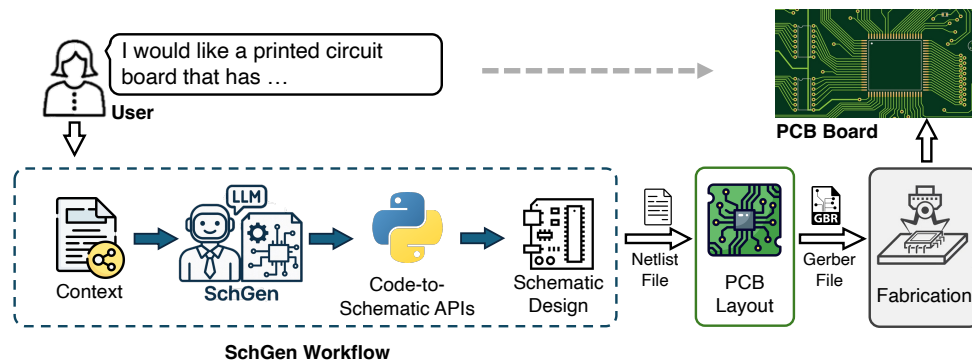 I would like a printed circuit
board that has …
User
PCB Board
LLM
SchGen
Context
Code-to-
Schematic APIs
Schematic
Design
Netlist
File
PCB
Layout
GBR
Gerber
File
Fabrication
SchGen Workflow